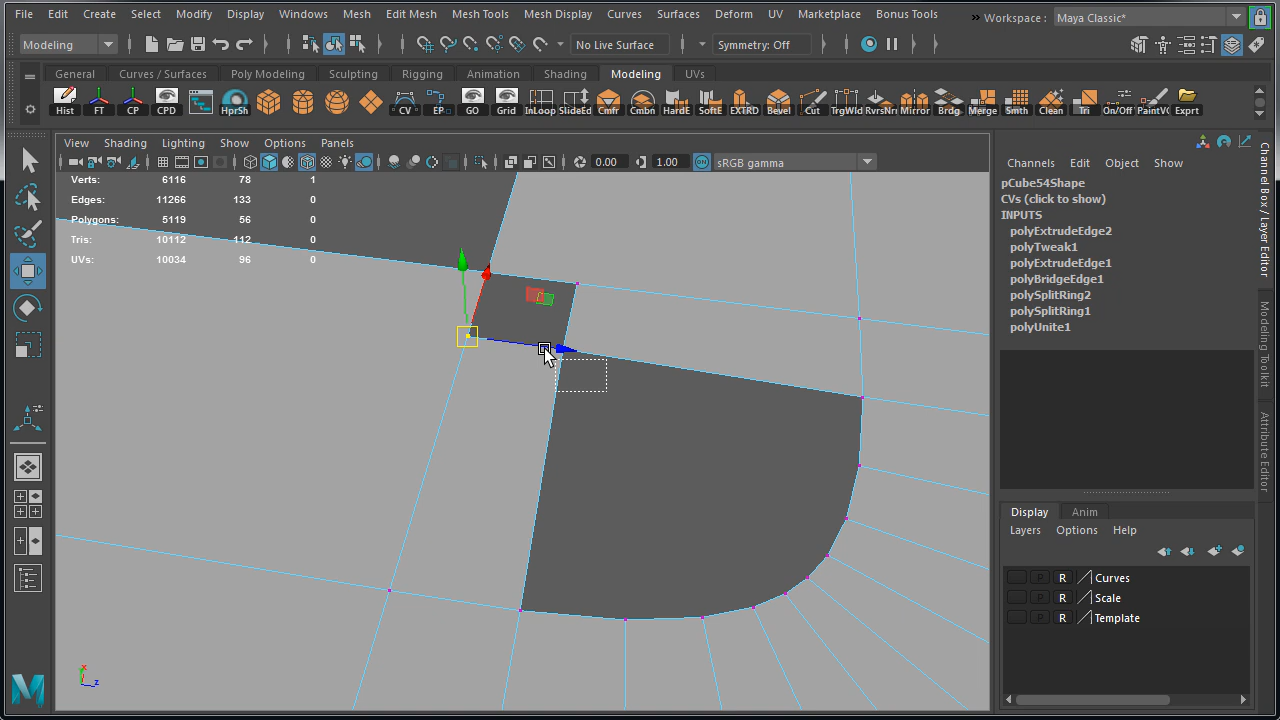 File Edit Create Select Modify Display Windows Mesh Edit Mesh Mesh Tools Mesh Display Curves Surfaces Deform UV Marketplace Bonus Tools » Workspace : Maya Classic*
Modeling No Live Surface Symmetry: Off
General Curves / Surfaces Poly Modeling Sculpting Rigging Animation Shading Modeling UVs
Hist FT CP CPD HprSh CV EP GO Grid InLoop SlideEd Cmfr Cmbn HardE SoftE EXTRD Bevel Cut TrgWld RvrsNr Mirror Brdg Merge Smth Clean Tri On/Off PaintVC Exprt
View Shading Lighting Show Options Panels
0.00 1.00 sRGB gamma
Verts: 6116 78 1
Edges: 11266 133 0
Polygons: 5119 56 0
Tris: 10112 112 0
UVs: 10034 96 0
x
z
Channels Edit Object Show
pCube54Shape
CVs (click to show)
INPUTS
polyExtrudeEdge2
polyTweak1
polyExtrudeEdge1
polyBridgeEdge1
polySplitRing2
polySplitRing1
polyUnite1
Channel Box / Layer Editor
Modeling Toolkit
Attribute Editor
Display Anim
Layers Options Help
P R Curves
P R Scale
P R Template